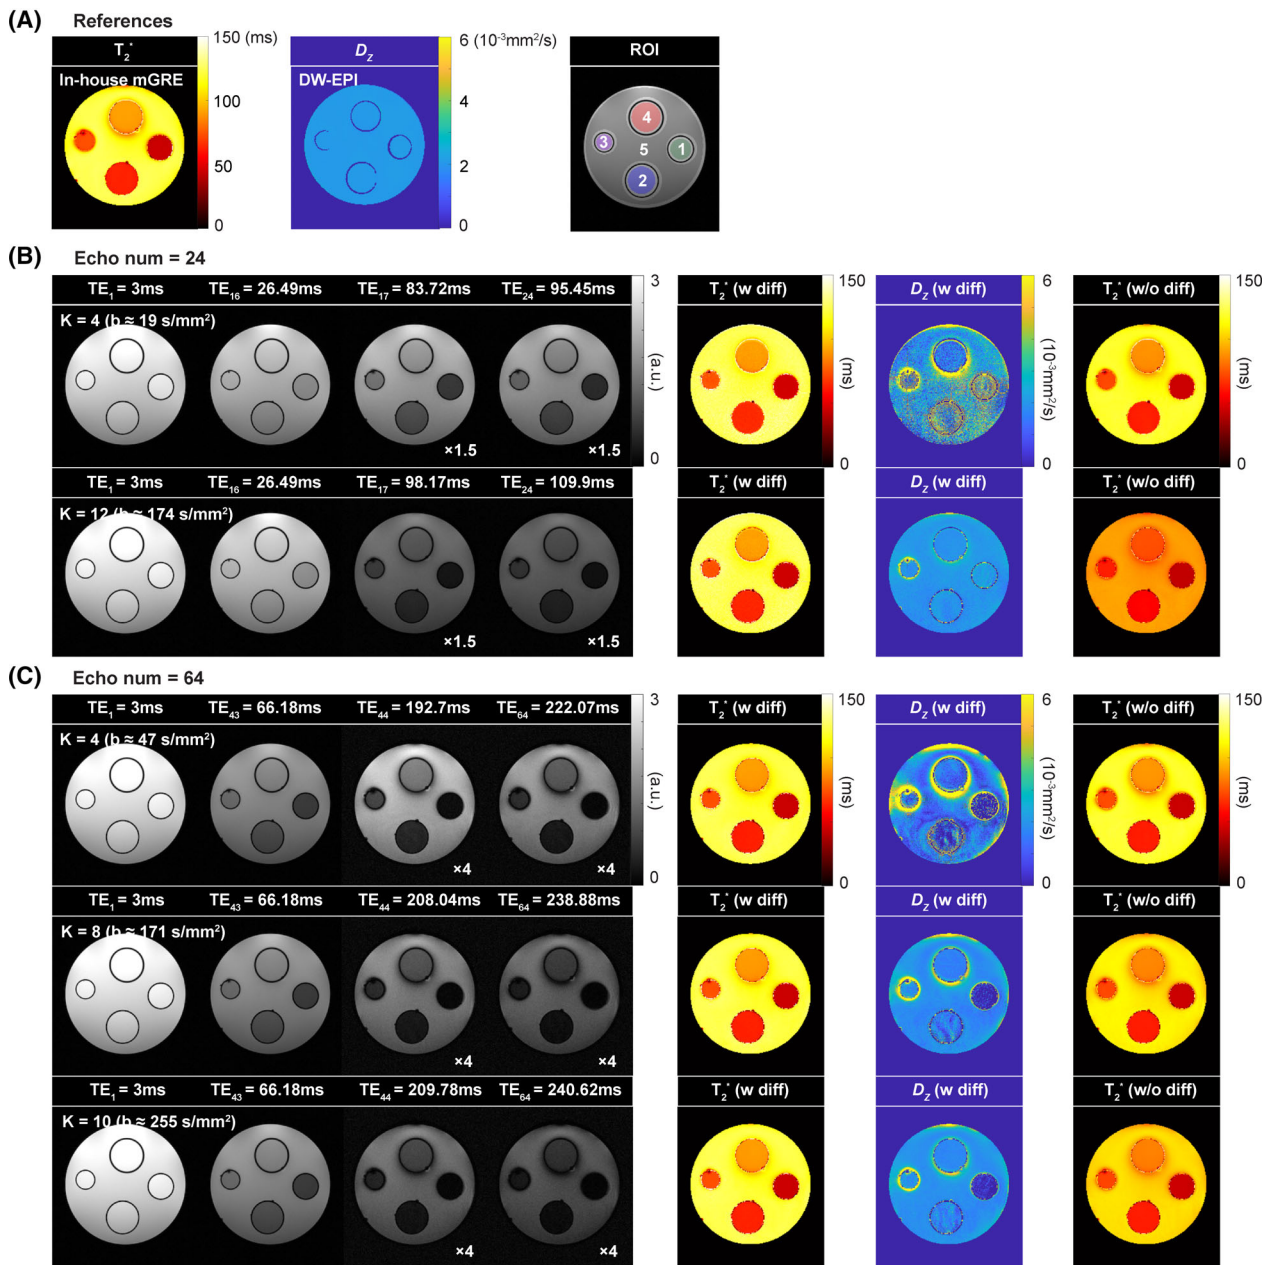 (A) References
T2* 150 (ms) Dz 6 (10-3mm2/s) ROI
In-house mGRE DW-EPI
100
4
4
3 5 1
50
2
2
0 0
(B) Echo num = 24
TE1 = 3ms TE16 = 26.49ms TE17 = 83.72ms TE24 = 95.45ms 3 T2* (w diff) 150 Dz (w diff) 6 T2* (w/o diff) 150
K = 4 (b ≈ 19 s/mm2)
(a.u.) (ms) (10-3mm2/s) (ms)
×1.5 ×1.5 0 0 0 0
TE1 = 3ms TE16 = 26.49ms TE17 = 98.17ms TE24 = 109.9ms T2* (w diff) Dz (w diff) T2* (w/o diff)
K = 12 (b ≈ 174 s/mm2)
×1.5 ×1.5
(C) Echo num = 64
TE1 = 3ms TE43 = 66.18ms TE44 = 192.7ms TE64 = 222.07ms 3 T2* (w diff) 150 Dz (w diff) 6 T2* (w/o diff) 150
K = 4 (b ≈ 47 s/mm2)
(a.u.) (ms) (10-3mm2/s) (ms)
×4 ×4 0 0 0 0
TE1 = 3ms TE43 = 66.18ms TE44 = 208.04ms TE64 = 238.88ms T2* (w diff) Dz (w diff) T2* (w/o diff)
K = 8 (b ≈ 171 s/mm2)
×4 ×4
TE1 = 3ms TE43 = 66.18ms TE44 = 209.78ms TE64 = 240.62ms T2* (w diff) Dz (w diff) T2* (w/o diff)
K = 10 (b ≈ 255 s/mm2)
×4 ×4